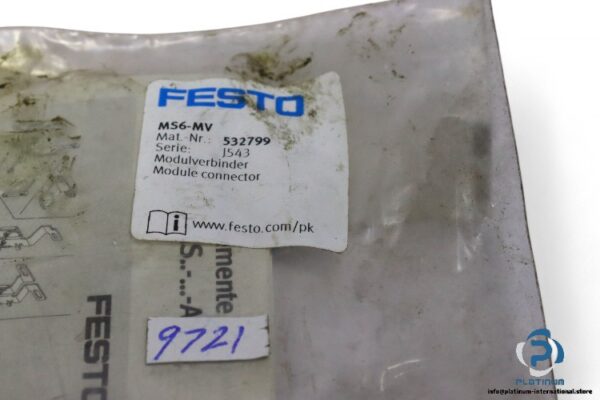 FESTO
MS6-MV
Mat.-Nr.: 532799
Serie: J543
Modulverbinder
Module connector
www.festo.com/pk
FESTO
9721
PLATINUM
info@platinum-international.store